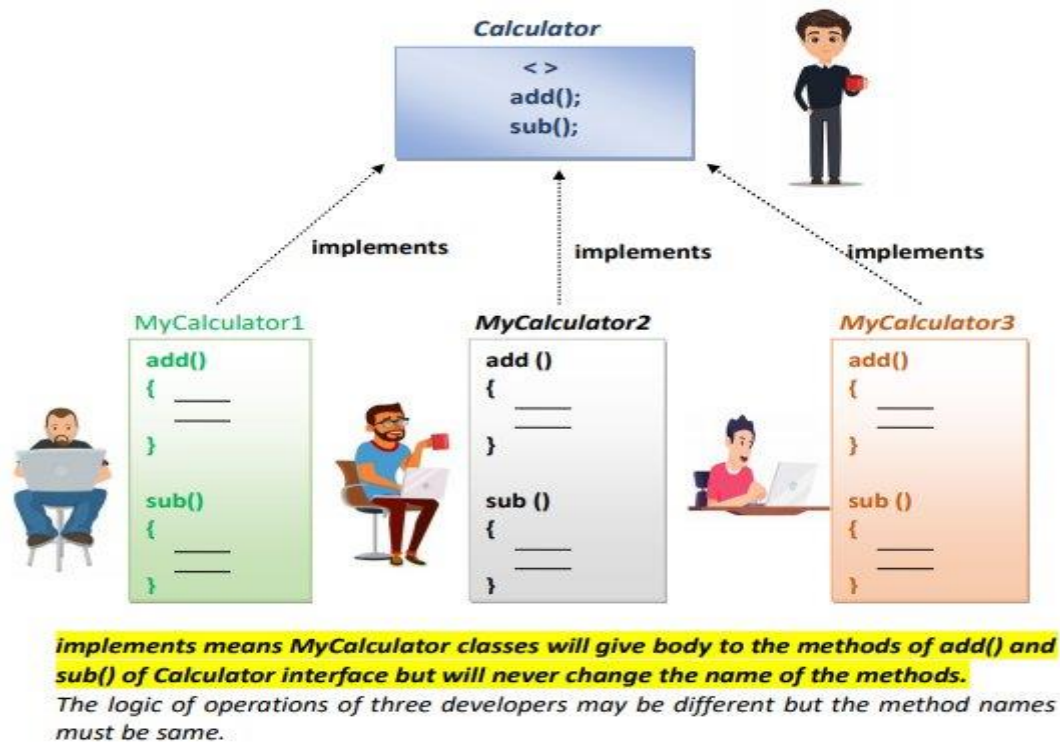 Calculator
< >
add();
sub();
implements
implements
implements
MyCalculator1
add()
{
}
sub()
{
}
MyCalculator2
add ()
{
}
sub ()
{
}
MyCalculator3
add()
{
}
sub ()
{
}
implements means MyCalculator classes will give body to the methods of add() and
sub() of Calculator interface but will never change the name of the methods.
The logic of operations of three developers may be different but the method names
must be same.